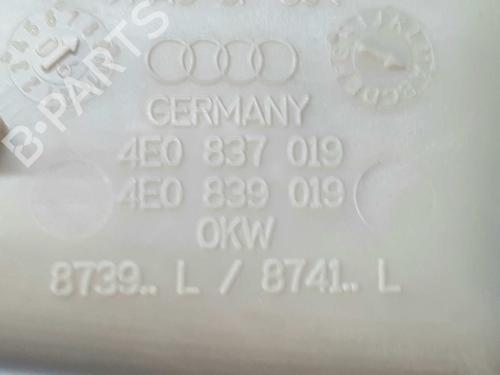 B-PARTS
GERMANY
4E0 837 019
4E0 839 019
OKW
8739.. L / 8741.. L